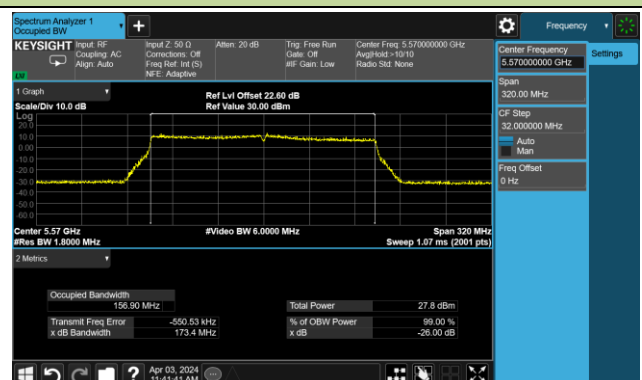 Spectrum Analyzer 1
Occupied BW
Frequency
KEYSIGHT
Input: RF
Coupling: AC
Align: Auto
Input Z: 50 Ω
Corrections: Off
Freq Ref: Int (S)
NFE: Adaptive
Atten: 20 dB
Trig: Free Run
Gate: Off
#IF Gain: Low
Center Freq: 5.570000000 GHz
Avg|Hold:>10/10
Radio Std: None
LW
Center Frequency
5.570000000 GHz
Settings
Span
320.00 MHz
CF Step
32.000000 MHz
Auto
Man
Freq Offset
0 Hz
1 Graph
Scale/Div 10.0 dB
Ref Lvl Offset 22.60 dB
Ref Value 30.00 dBm
Log
20.0
10.0
0.00
-10.0
-20.0
-30.0
-40.0
-50.0
-60.0
Center 5.57 GHz
#Res BW 1.8000 MHz
#Video BW 6.0000 MHz
Span 320 MHz
Sweep 1.07 ms (2001 pts)
2 Metrics
Occupied Bandwidth
156.90 MHz
Total Power 27.8 dBm
Transmit Freq Error -550.53 kHz
% of OBW Power 99.00 %
x dB Bandwidth 173.4 MHz
x dB -26.00 dB
?
Apr 03, 2024
11:41:41 AM